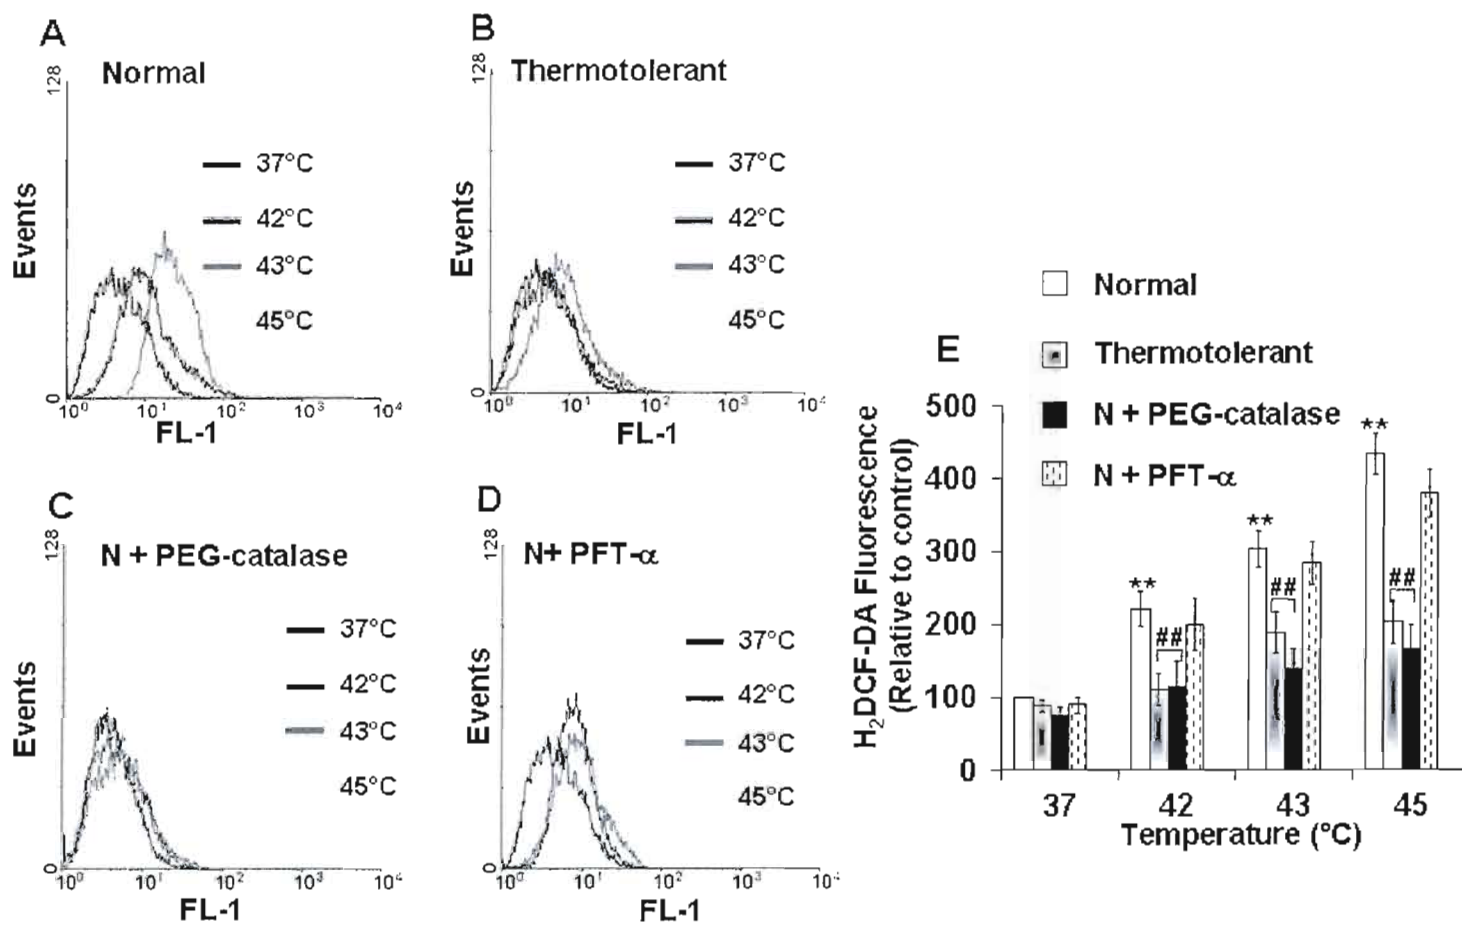 A
Normal
128
Events
37°C
42°C
43°C
45°C
0
10⁰ 10¹ 10² 10³ 10⁴
FL-1
B
Thermotolerant
128
Events
37°C
42°C
43°C
45°C
0
10⁰ 10¹ 10² 10³ 10⁴
FL-1
C
N + PEG-catalase
128
Events
37°C
42°C
43°C
45°C
0
10⁰ 10¹ 10² 10³ 10⁴
FL-1
D
N+ PFT-α
128
Events
37°C
42°C
43°C
45°C
0
10⁰ 10¹ 10² 10³ 10⁴
FL-1
E
Normal
Thermotolerant
N + PEG-catalase
N + PFT-α
H₂DCF-DA Fluorescence
(Relative to control)
500
400
300
200
100
0
**
##
**
##
**
##
37 42 43 45
Temperature (°C)